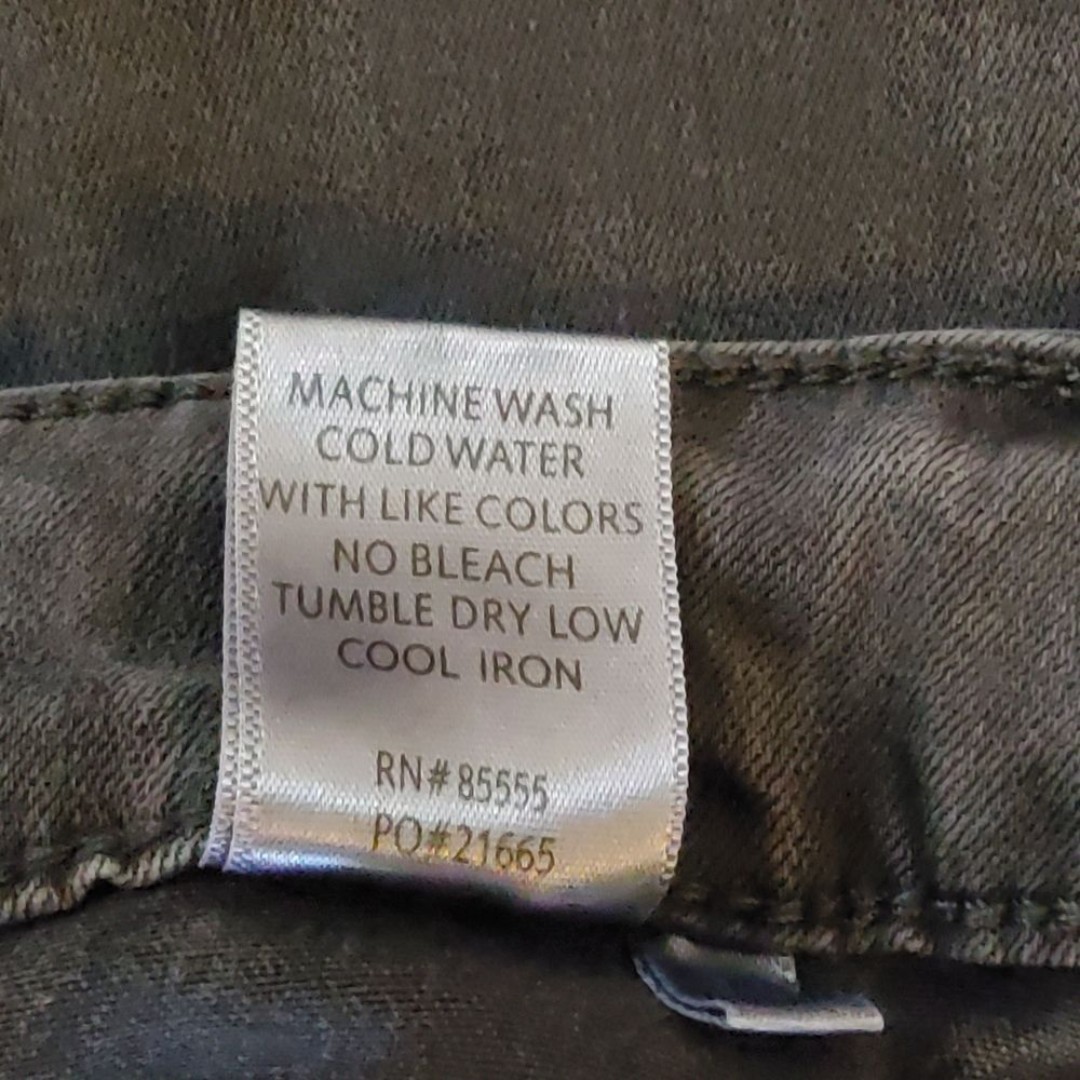 MACHINE WASH
COLD WATER
WITH LIKE COLORS
NO BLEACH
TUMBLE DRY LOW
COOL IRON
RN# 85555
PO#21665